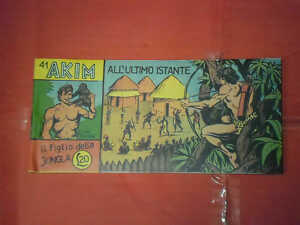 41
AKIM
ALL'ULTIMO ISTANTE
il figlio della
JUNGLA
20